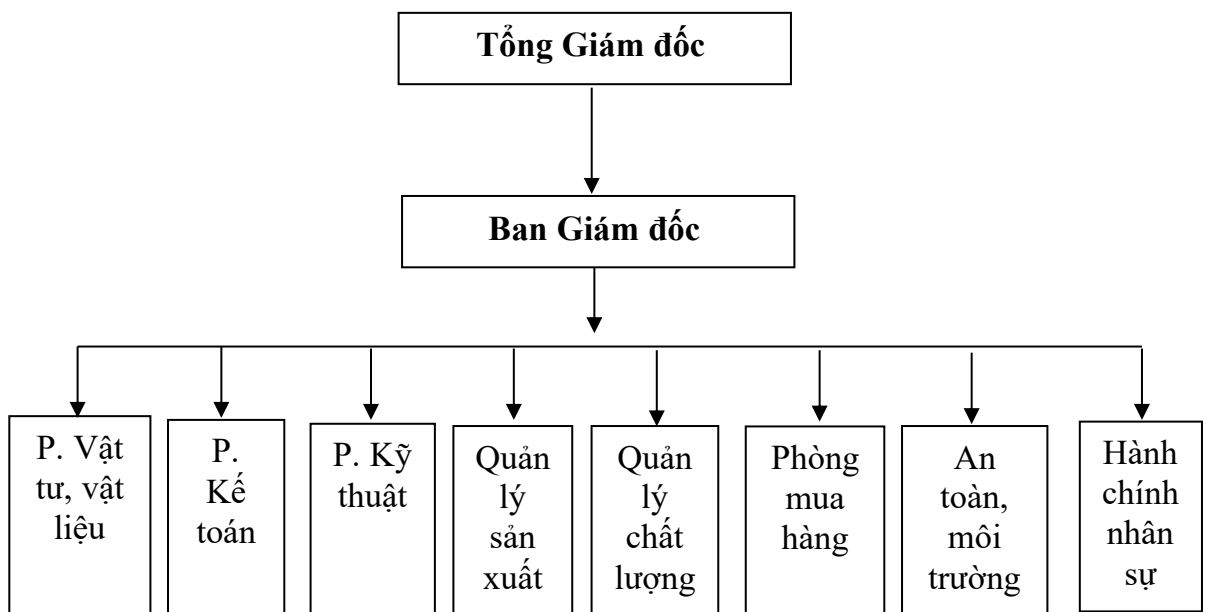 Tổng Giám đốc
Ban Giám đốc
P. Vật
tư, vật
liệu
P.
Kế
toán
P. Kỹ
thuật
Quản
lý
sản
xuất
Quản
lý
chất
lượng
Phòng
mua
hàng
An
toàn,
môi
trường
Hành
chính
nhân
sự